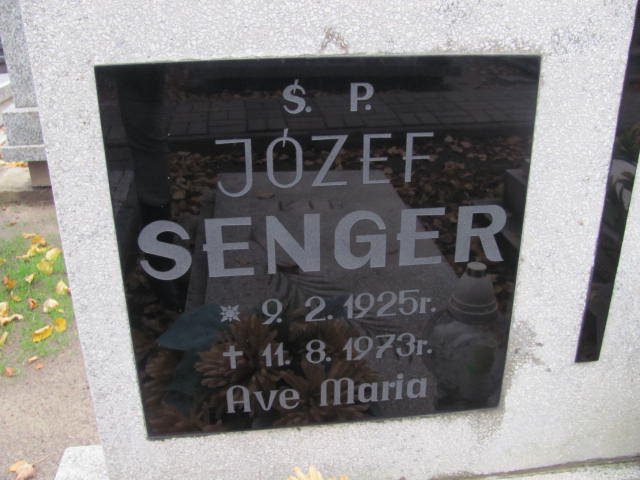 Ś. P.
JÓZEF
SENGER
* 9. 2. 1925r.
✝ 11. 8. 1973r.
Ave Maria